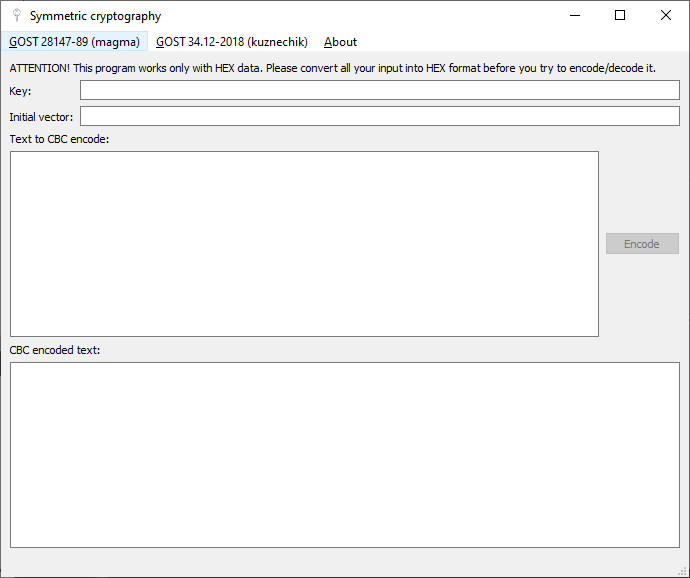 Symmetric cryptography
GOST 28147-89 (magma) GOST 34.12-2018 (kuznechik) About
ATTENTION! This program works only with HEX data. Please convert all your input into HEX format before you try to encode/decode it.
Key:
Initial vector:
Text to CBC encode:
Encode
CBC encoded text: